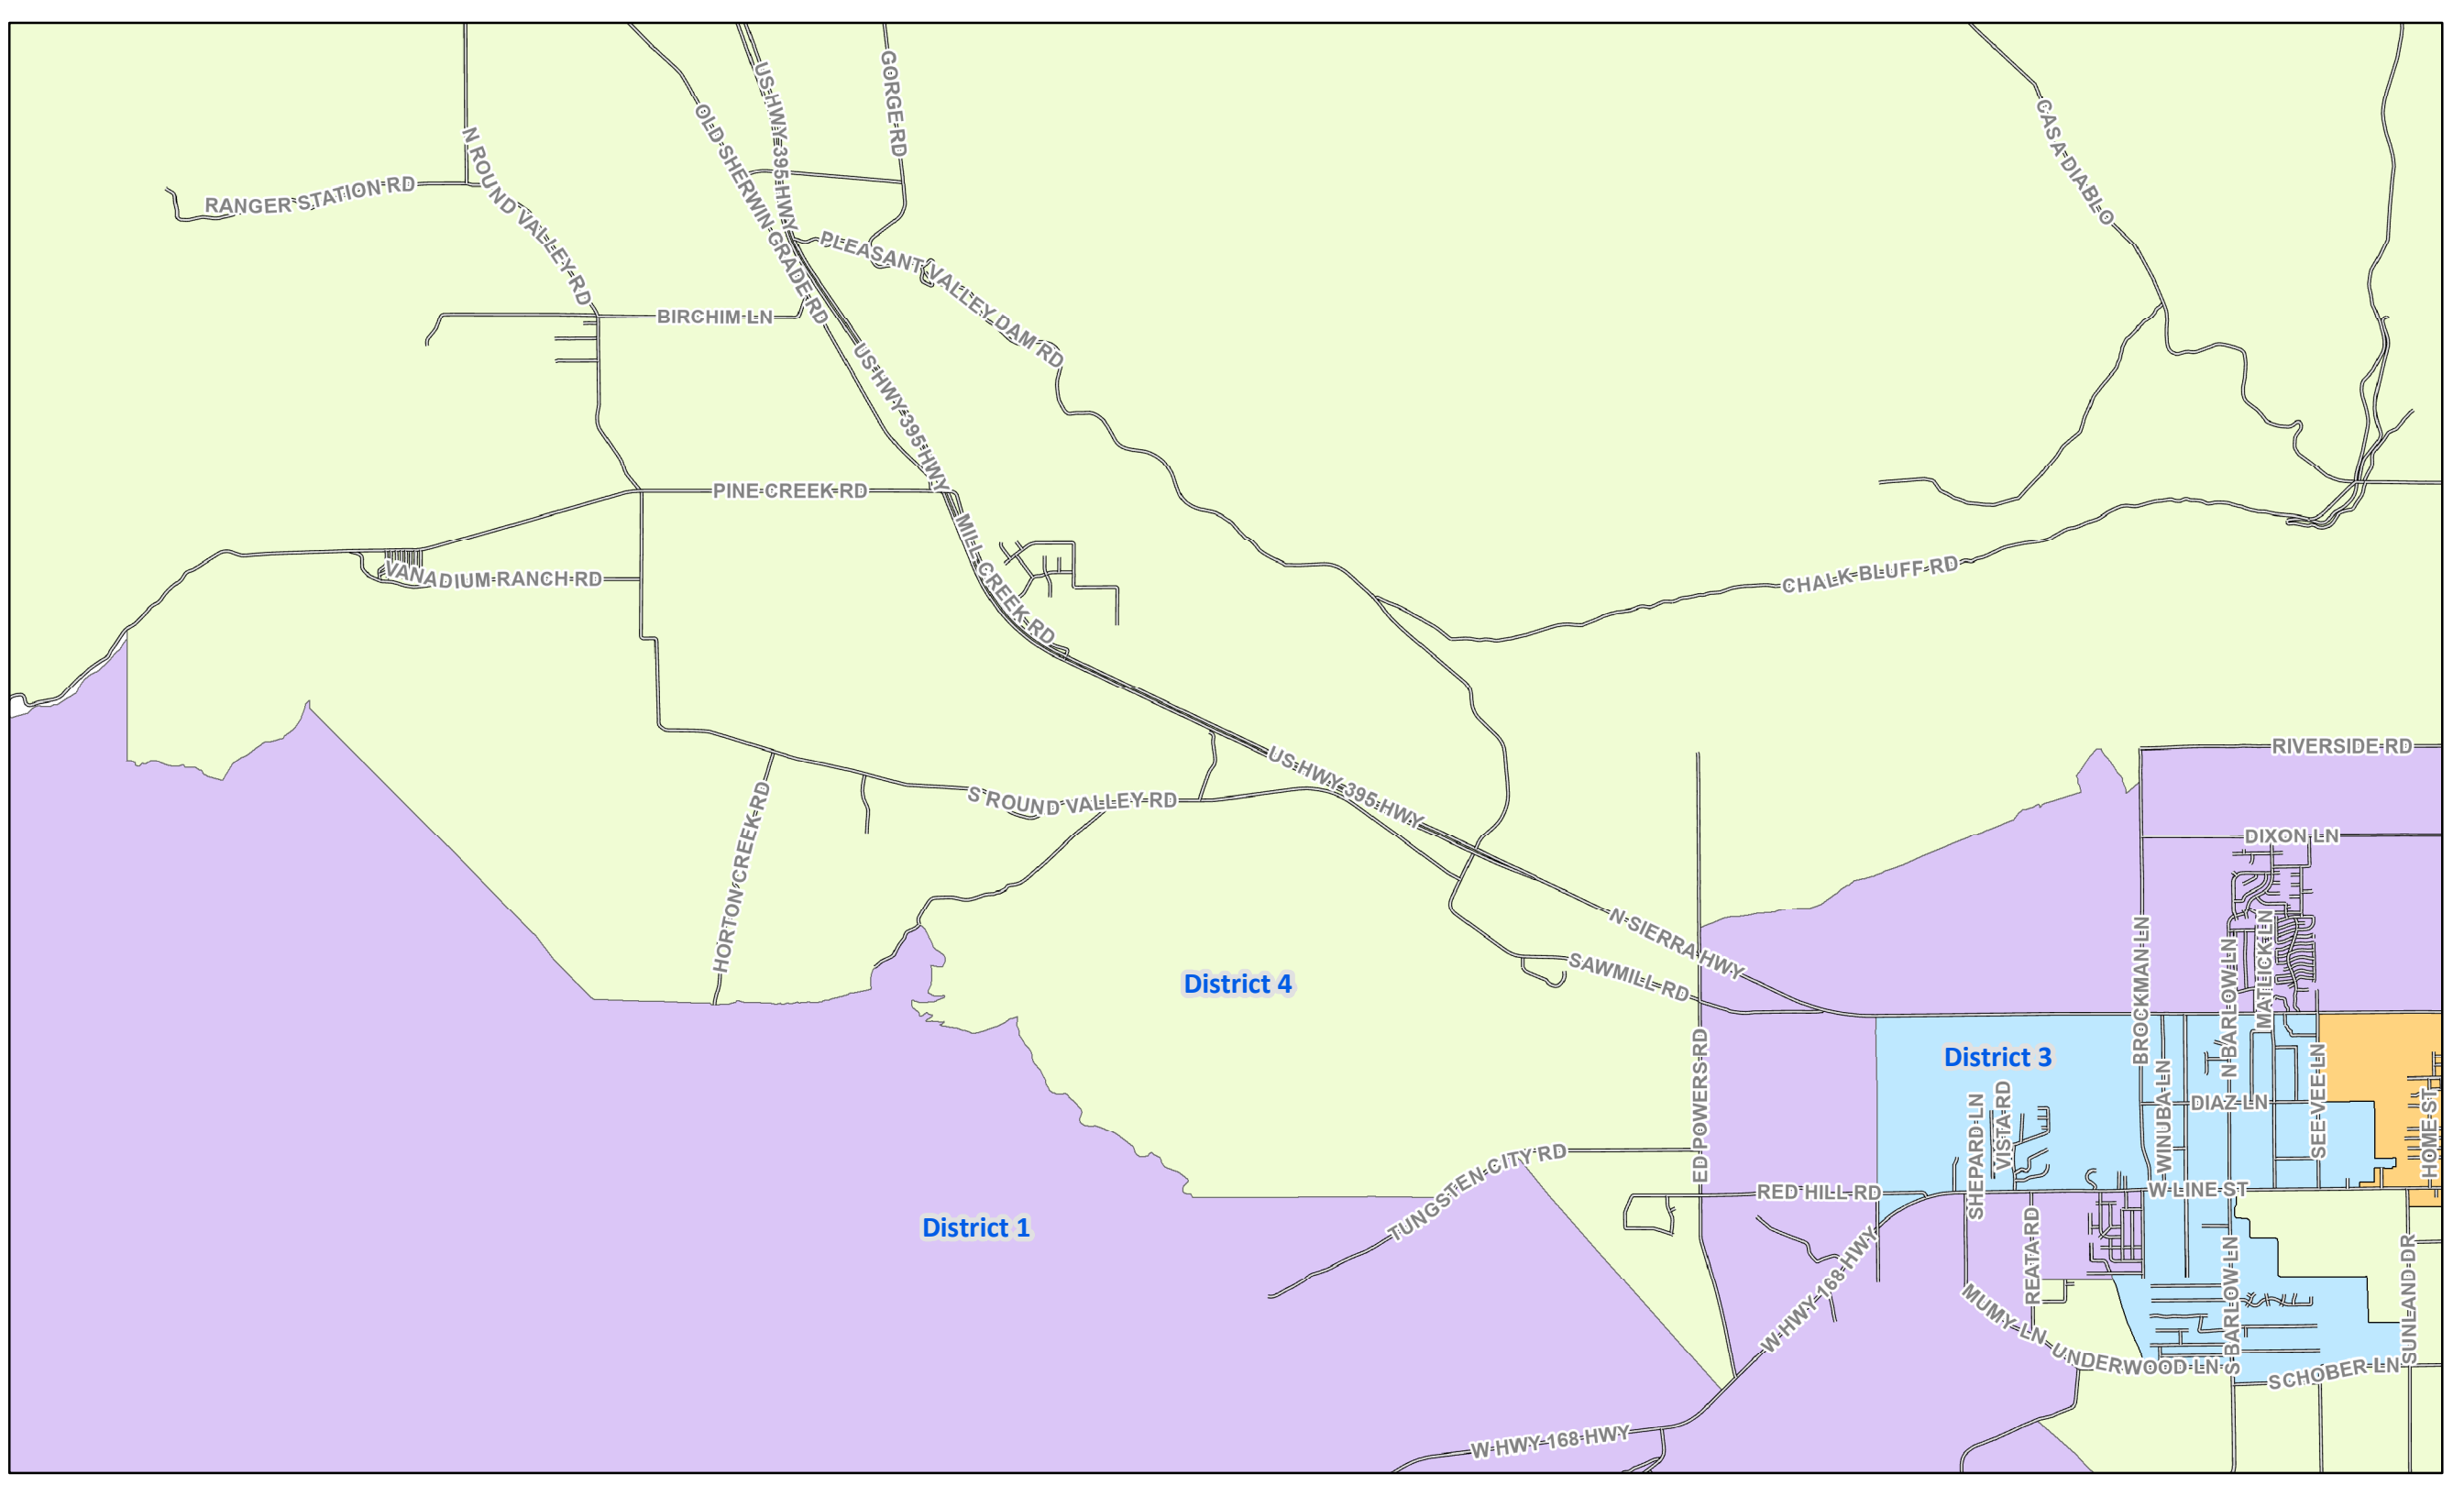 GORGE RD
US HWY 395 HWY
OLD SHERWIN GRADE RD
CASA DIABLO
N ROUND VALLEY RD
RANGER STATION RD
PLEASANT VALLEY DAM RD
BIRCHIM LN
US HWY 395 HWY
PINE CREEK RD
MILL CREEK RD
VANADIUM RANCH RD
CHALK BLUFF RD
RIVERSIDE RD
US HWY 395 HWY
S ROUND VALLEY RD
HORTON CREEK RD
DIXON LN
N SIERRA HWY
SAWMILL RD
District 4
BROCKMAN LN
N BARLOW LN
MATLICK LN
District 3
ED POWERS RD
SHEPARD LN
VISTA RD
WINUBA LN
DIAZ LN
SEE VEE LN
HOME ST
TUNGSTEN CITY RD
RED HILL RD
W LINE ST
District 1
W HWY 168 HWY
REATA RD
S BARLOW LN
SUNLAND DR
MUMY LN
UNDERWOOD LN
SCHOBER LN
W HWY 168 HWY